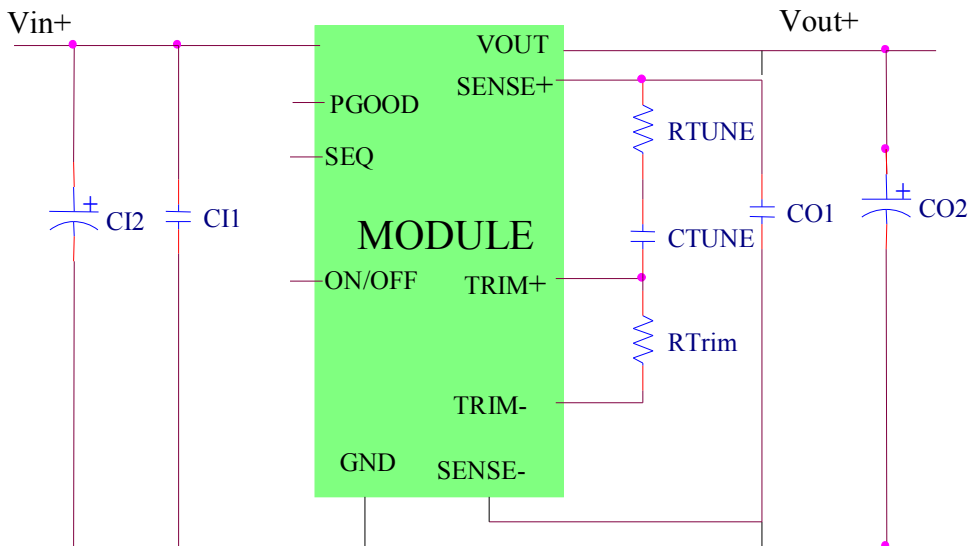 Vin+
Vout+
VOUT
SENSE+
PGOOD
RTUNE
SEQ
+
CI2
CI1
MODULE
CTUNE
CO1
+
CO2
ON/OFF
TRIM+
RTrim
TRIM-
GND
SENSE-